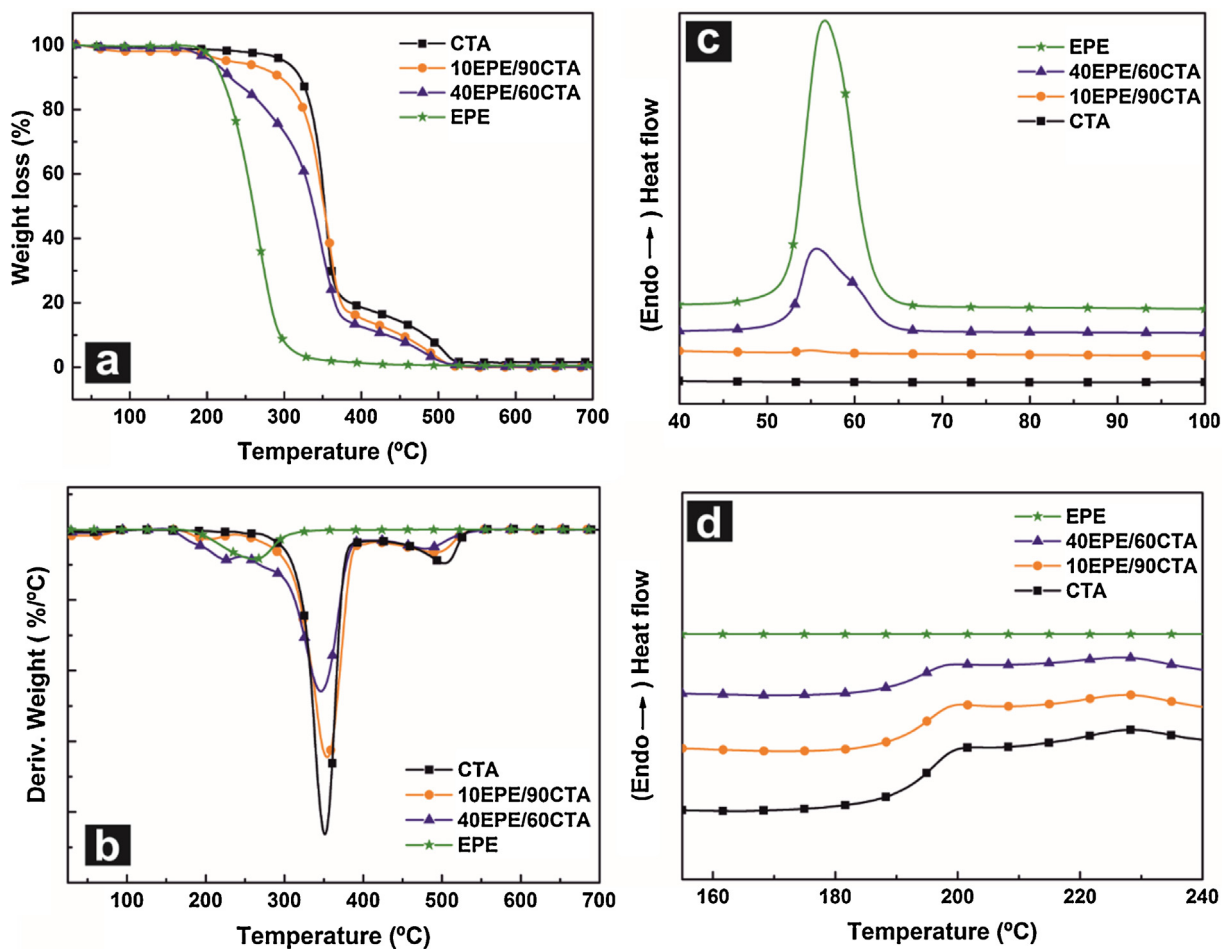 a
Weight loss (%)
100
80
60
40
20
0
CTA
10EPE/90CTA
40EPE/60CTA
EPE
100 200 300 400 500 600 700
Temperature (ºC)
c
(Endo → ) Heat flow
EPE
40EPE/60CTA
10EPE/90CTA
CTA
40 50 60 70 80 90 100
Temperature (ºC)
b
Deriv. Weight ( %/ºC)
CTA
10EPE/90CTA
40EPE/60CTA
EPE
100 200 300 400 500 600 700
Temperature (ºC)
d
(Endo → ) Heat flow
EPE
40EPE/60CTA
10EPE/90CTA
CTA
160 180 200 220 240
Temperature (ºC)